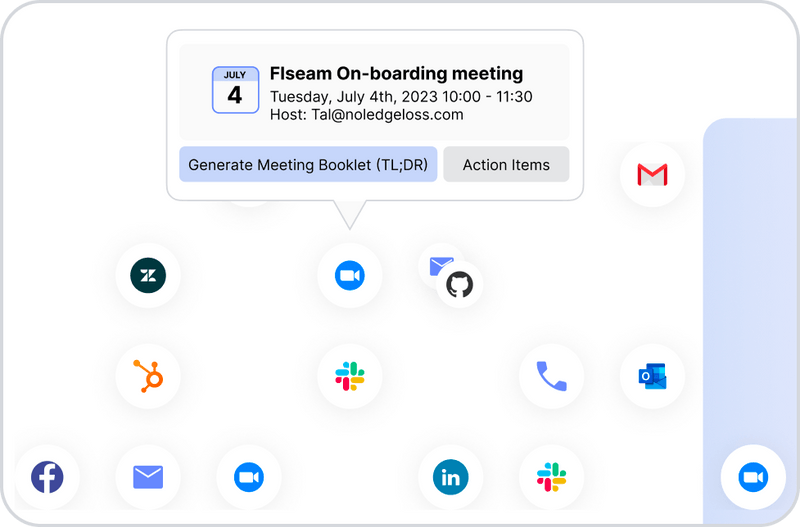 JULY
4
FIseam On-boarding meeting
Tuesday, July 4th, 2023 10:00 - 11:30
Host: Tal@noledgeloss.com
Generate Meeting Booklet (TL;DR)
Action Items
in